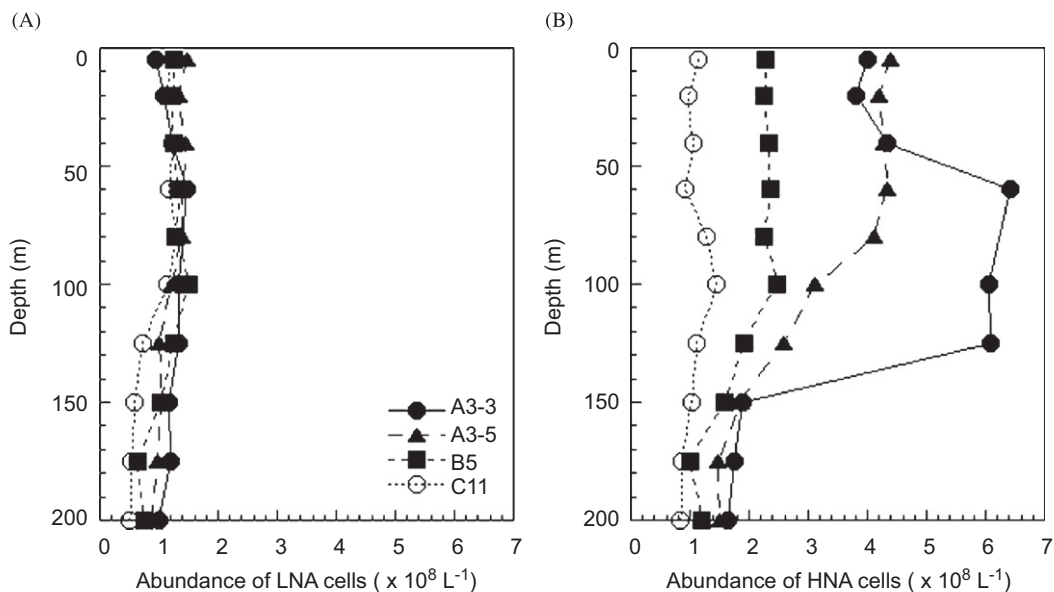 (A)
(B)
0
50
100
150
200
Depth (m)
0 1 2 3 4 5 6 7
Abundance of LNA cells ( x 10⁸ L⁻¹)
A3-3
A3-5
B5
C11
0
50
100
150
200
Depth (m)
0 1 2 3 4 5 6 7
Abundance of HNA cells ( x 10⁸ L⁻¹)